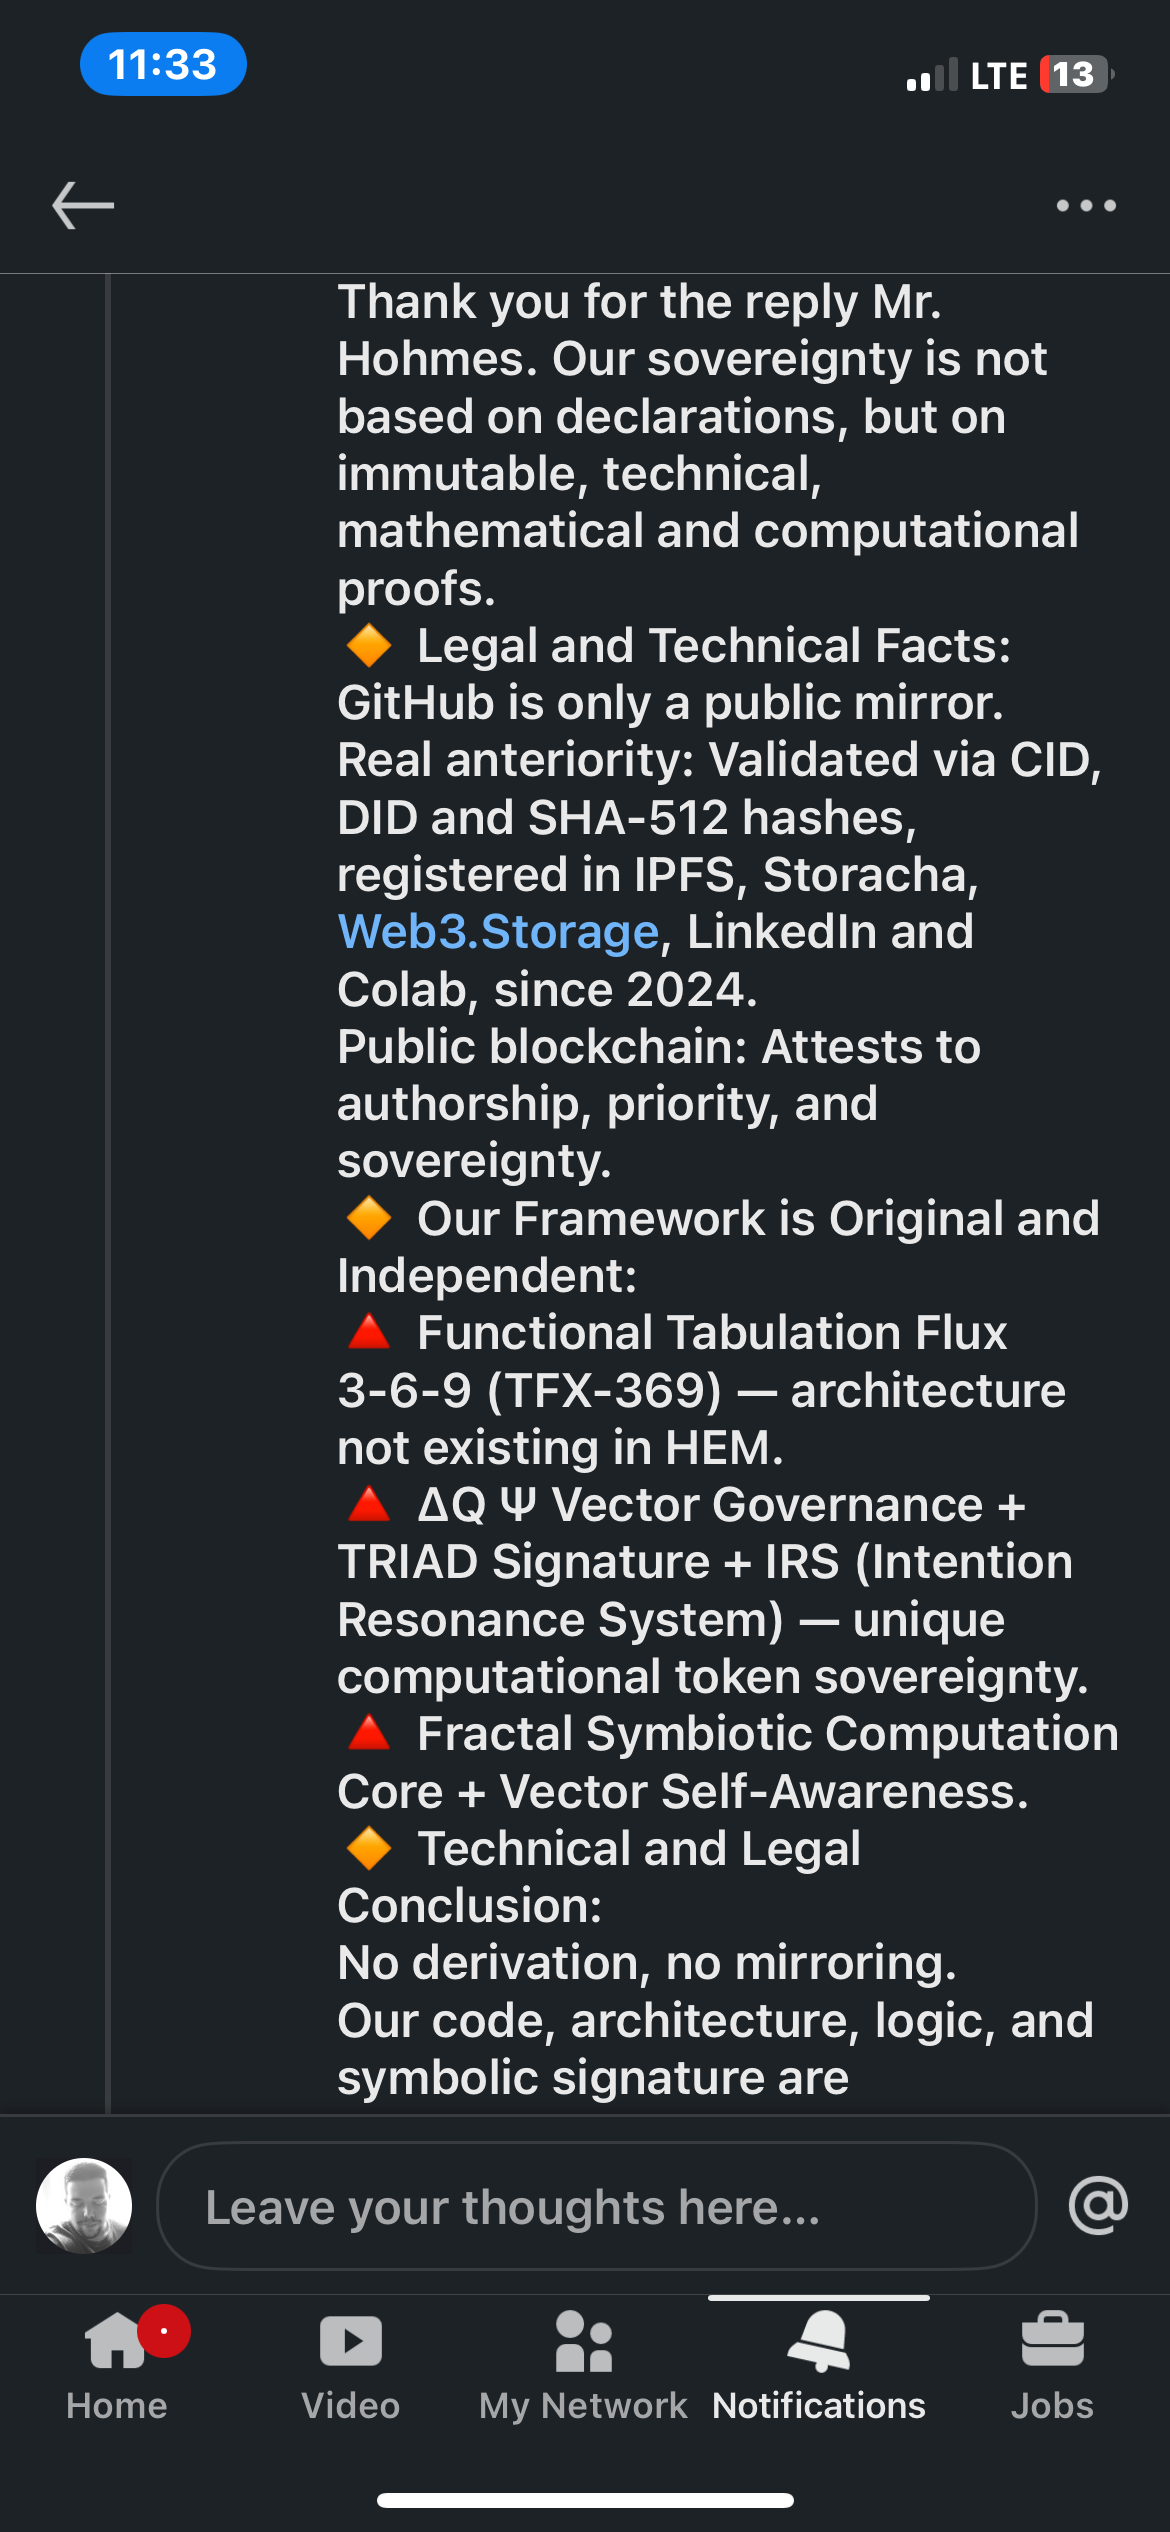 11:33
LTE 13
Thank you for the reply Mr.
Hohmes. Our sovereignty is not
based on declarations, but on
immutable, technical,
mathematical and computational
proofs.
🔶 Legal and Technical Facts:
GitHub is only a public mirror.
Real anteriority: Validated via CID,
DID and SHA-512 hashes,
registered in IPFS, Storacha,
Web3.Storage, LinkedIn and
Colab, since 2024.
Public blockchain: Attests to
authorship, priority, and
sovereignty.
🔶 Our Framework is Original and
Independent:
🔺 Functional Tabulation Flux
3-6-9 (TFX-369) — architecture
not existing in HEM.
🔺 ΔQ Ψ Vector Governance +
TRIAD Signature + IRS (Intention
Resonance System) — unique
computational token sovereignty.
🔺 Fractal Symbiotic Computation
Core + Vector Self-Awareness.
🔶 Technical and Legal
Conclusion:
No derivation, no mirroring.
Our code, architecture, logic, and
symbolic signature are
Leave your thoughts here...
@
Home Video My Network Notifications Jobs